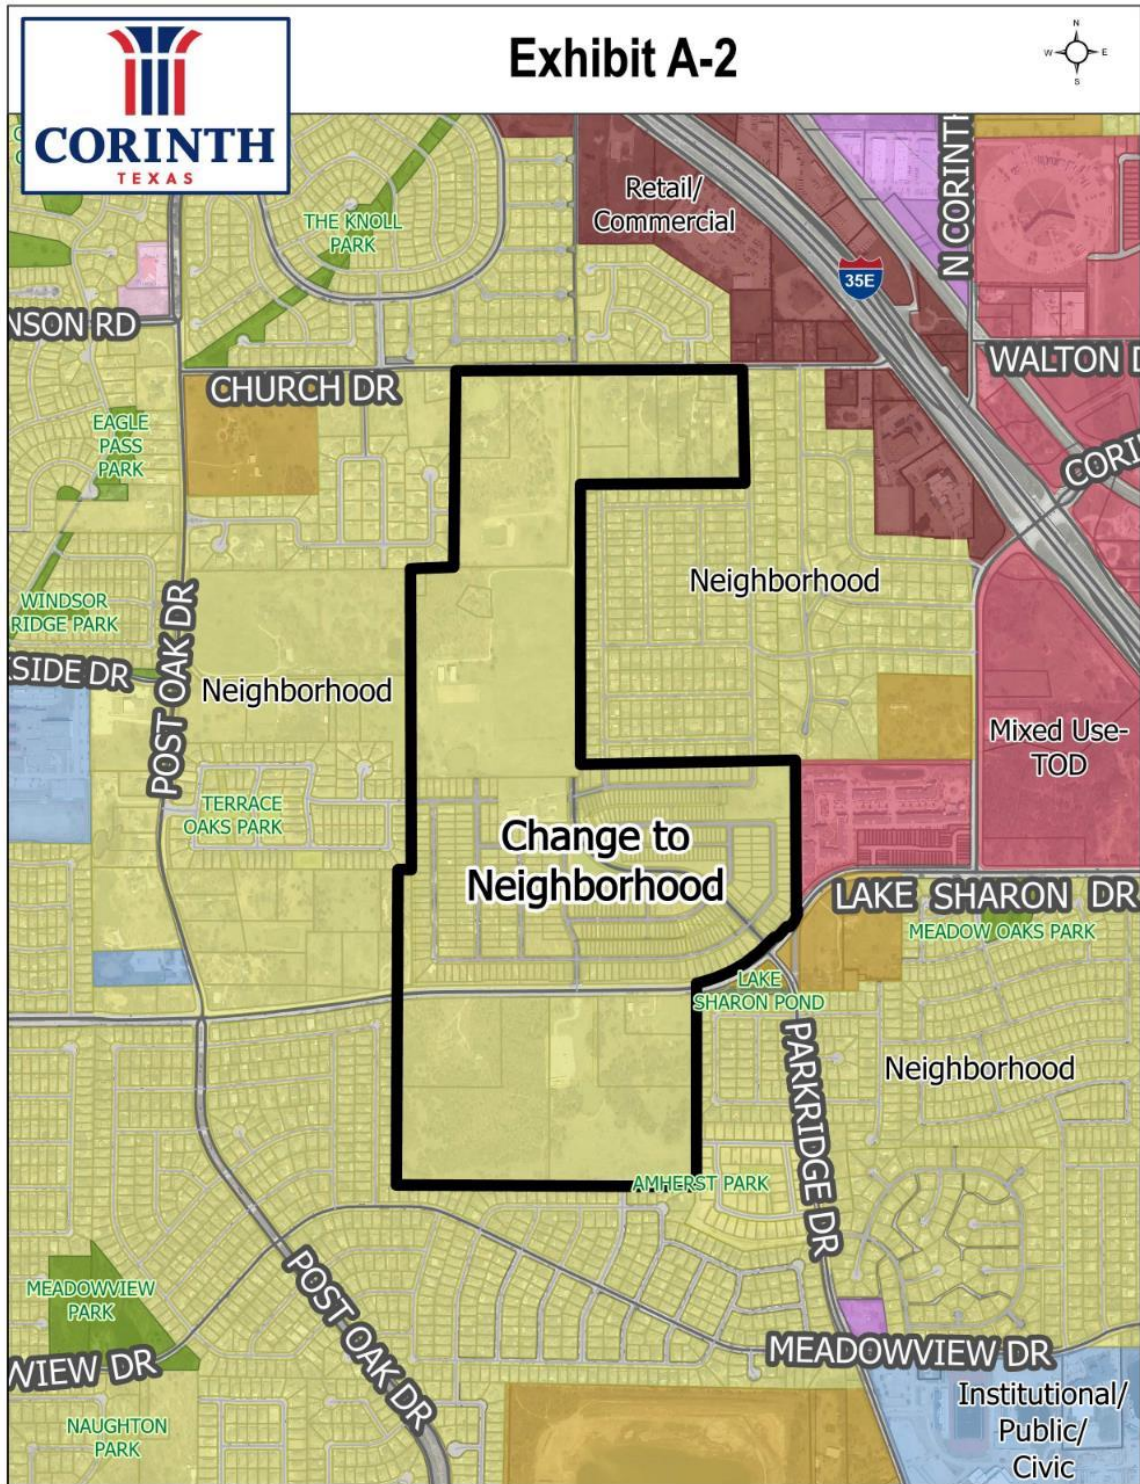 CORINTH
TEXAS
Exhibit A-2
N
W
E
S
THE KNOLL
PARK
Retail/
Commercial
35E
N CORINTH
NSON RD
CHURCH DR
WALTON D
EAGLE
PASS
PARK
CORI
WINDSOR
RIDGE PARK
POST OAK DR
Neighborhood
KSIDE DR
Neighborhood
Mixed Use-
TOD
TERRACE
OAKS PARK
Change to
Neighborhood
LAKE SHARON DR
MEADOW OAKS PARK
LAKE
SHARON POND
PARKRIDGE DR
Neighborhood
AMHERST PARK
MEADOWVIEW
PARK
POST OAK DR
MEADOWVIEW DR
VIEW DR
Institutional/
Public/
Civic
NAUGHTON
PARK